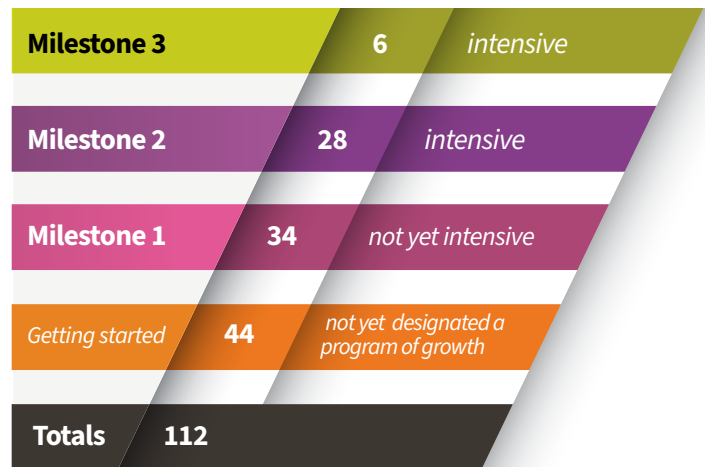 Milestone 3 6 intensive
Milestone 2 28 intensive
Milestone 1 34 not yet intensive
Getting started 44 not yet designated a
program of growth
Totals 112